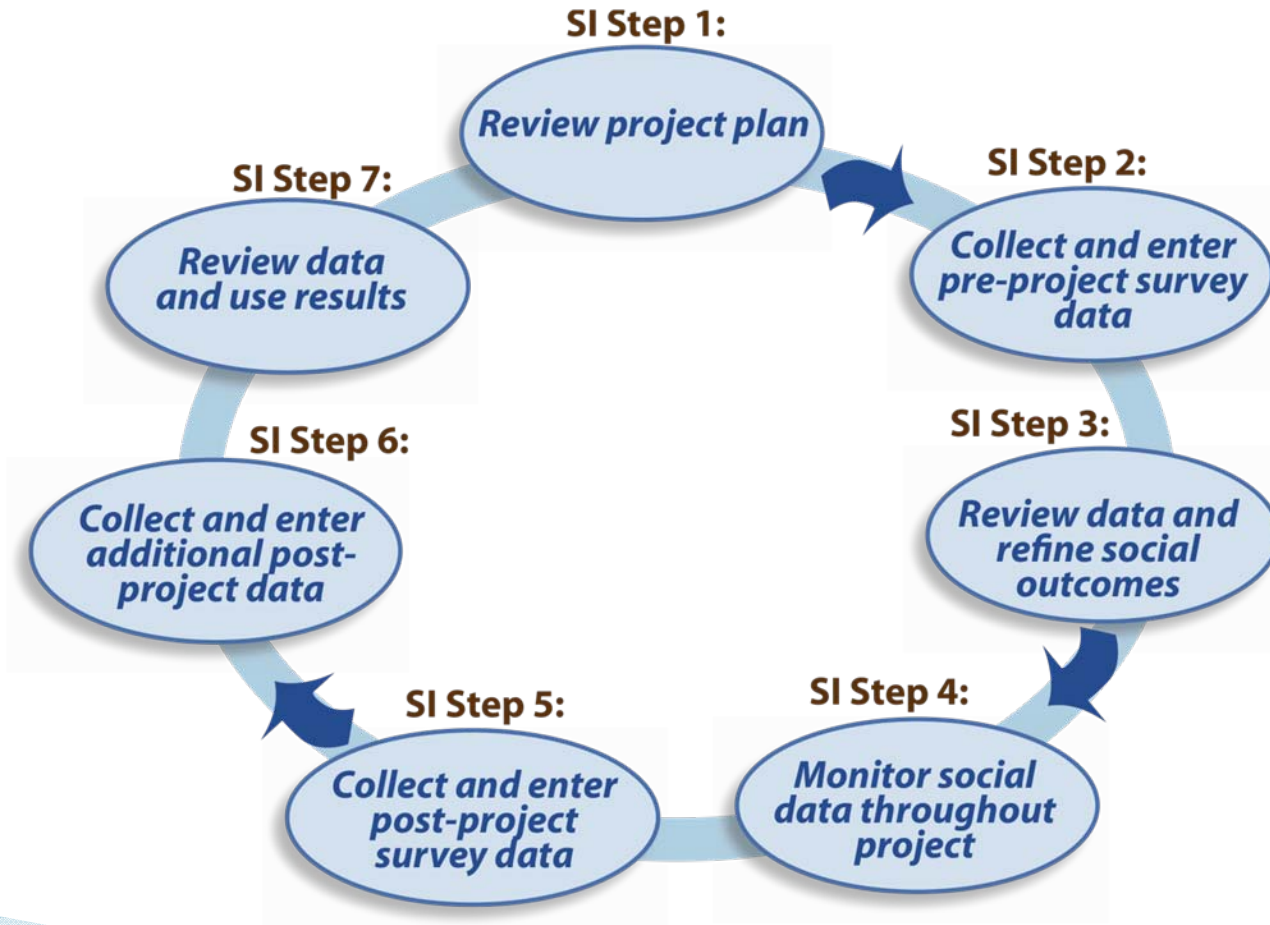 SI Step 1:
Review project plan
SI Step 2:
Collect and enter
pre-project survey
data
SI Step 3:
Review data and
refine social
outcomes
SI Step 4:
Monitor social
data throughout
project
SI Step 5:
Collect and enter
post-project
survey data
SI Step 6:
Collect and enter
additional post-
project data
SI Step 7:
Review data
and use results